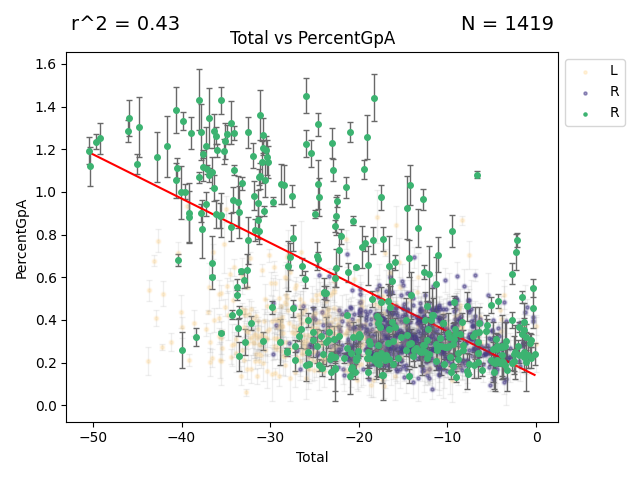 r^2 = 0.43 N = 1419
Total vs PercentGpA
L
R
R
PercentGpA
1.6
1.4
1.2
1.0
0.8
0.6
0.4
0.2
0.0
−50 −40 −30 −20 −10 0
Total